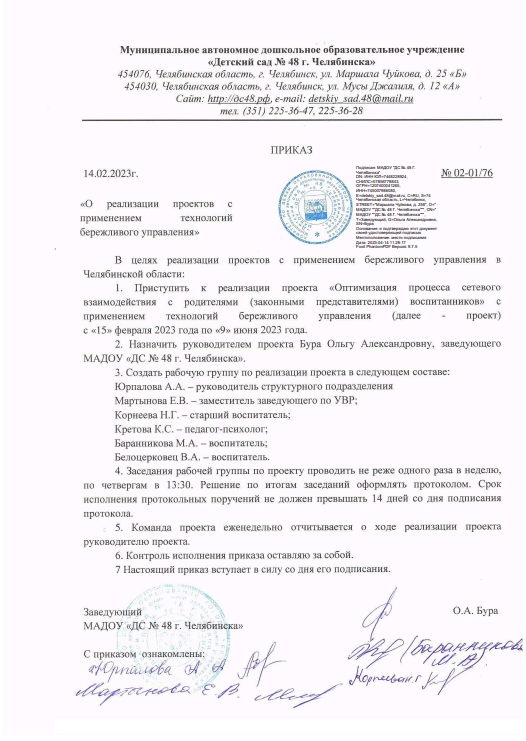 Муниципальное автономное дошкольное образовательное учреждение
«Детский сад № 48 г. Челябинска»
454076, Челябинская область, г. Челябинск, ул. Маршала Чуйкова, д. 25 «Б»
454030, Челябинская область, г. Челябинск, ул. Мусы Джалиля, д. 12 «А»
Сайт: http://дс48.рф, e-mail: detskiy_sad.48@mail.ru
тел. (351) 225-36-47, 225-36-28
ПРИКАЗ
14.02.2023г.
№ 02-01/76
«О реализации проектов с
применением технологий
бережливого управления»
В целях реализации проектов с применением бережливого управления в
Челябинской области:
1. Приступить к реализации проекта «Оптимизация процесса сетевого
взаимодействия с родителями (законными представителями) воспитанников» с
применением технологий бережливого управления (далее - проект)
с «15» февраля 2023 года по «9» июня 2023 года.
2. Назначить руководителем проекта Бура Ольгу Александровну, заведующего
МАДОУ «ДС № 48 г. Челябинска».
3. Создать рабочую группу по реализации проекта в следующем составе:
Юрпалова А.А. – руководитель структурного подразделения
Мартынова Е.В. – заместитель заведующего по УВР;
Корнеева Н.Г. – старший воспитатель;
Кретова К.С. – педагог-психолог;
Баранникова М.А. – воспитатель;
Белоцерковец В.А. – воспитатель.
4. Заседания рабочей группы по проекту проводить не реже одного раза в неделю,
по четвергам в 13:30. Решение по итогам заседаний оформлять протоколом. Срок
исполнения протокольных поручений не должен превышать 14 дней со дня подписания
протокола.
5. Команда проекта еженедельно отчитывается о ходе реализации проекта
руководителю проекта.
6. Контроль исполнения приказа оставляю за собой.
7 Настоящий приказ вступает в силу со дня его подписания.
Заведующий
О.А. Бура
МАДОУ «ДС № 48 г. Челябинска»
С приказом ознакомлены:
Юрпалова А А
Мартынова Е. В.
(Баранникова
М.А.)